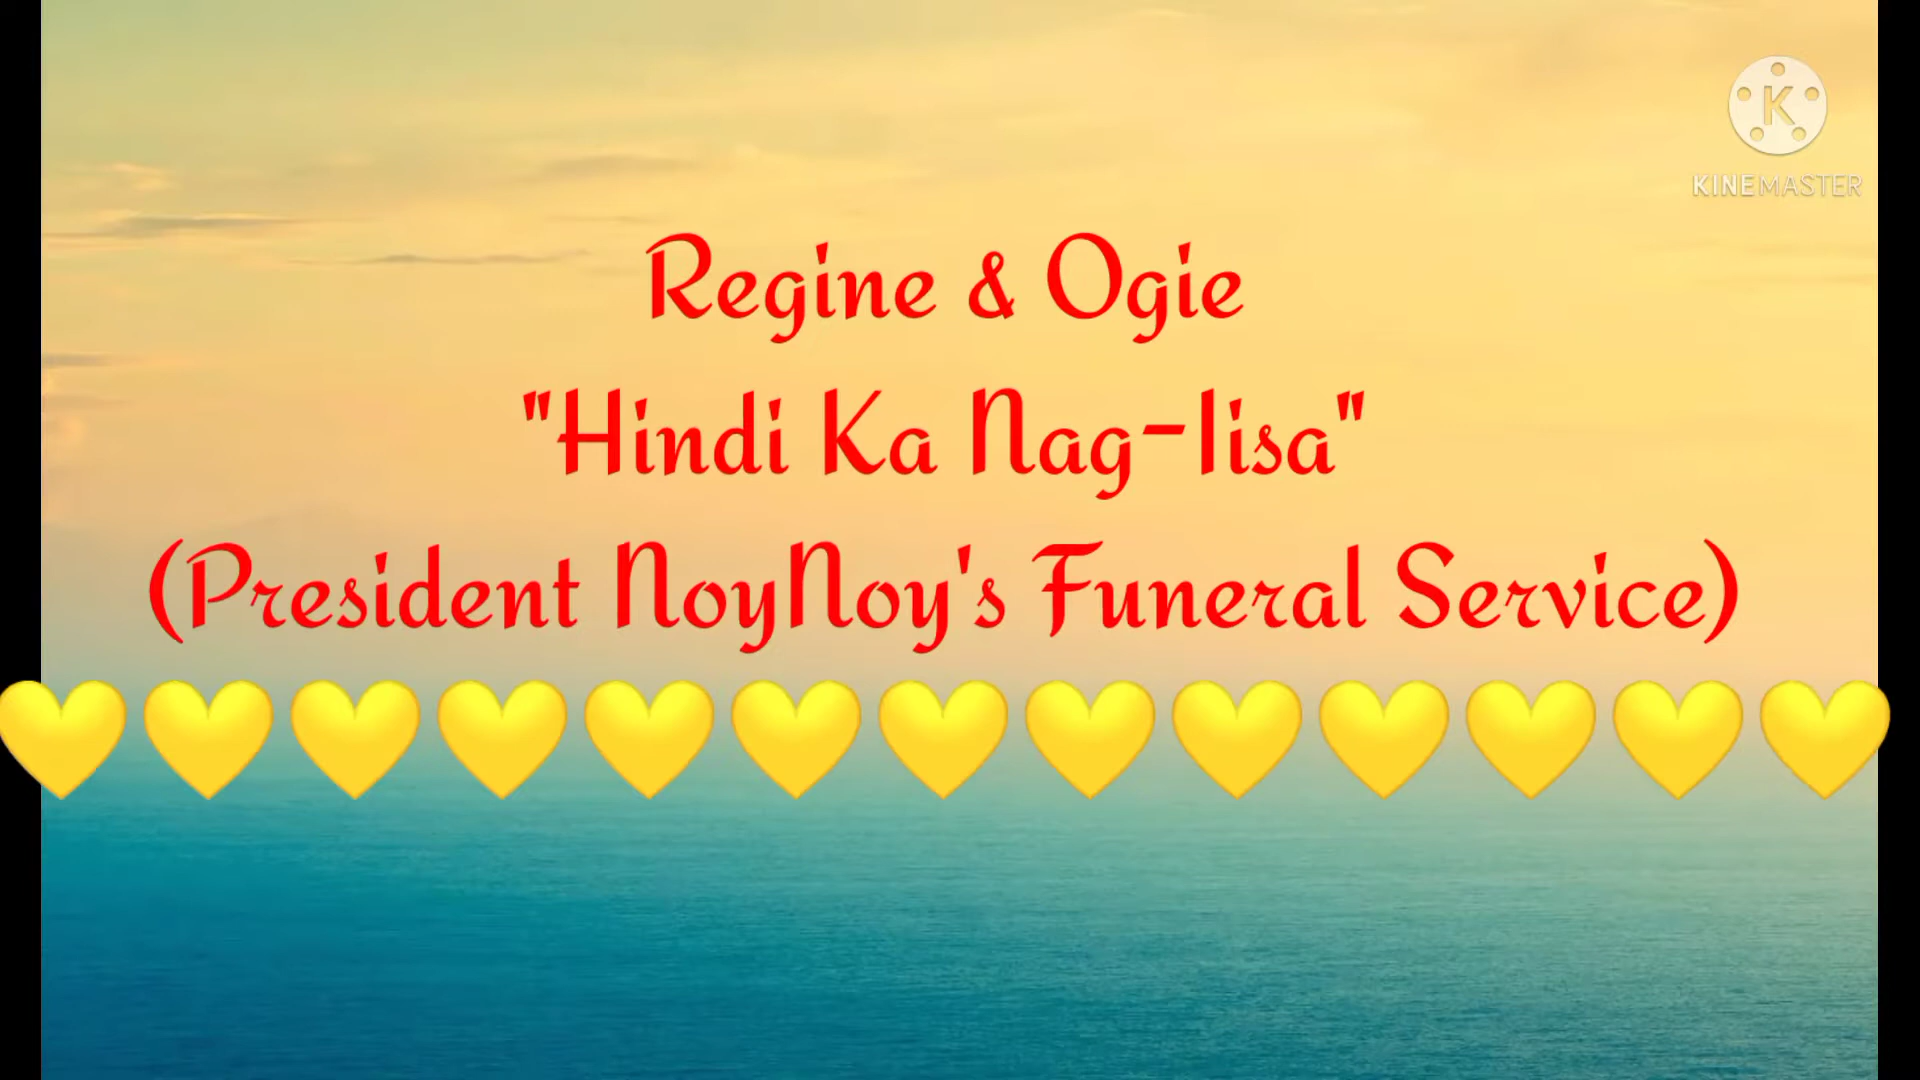 K
KINEMASTER
Regine & Ogie
"Hindi Ka Nag-Iisa"
(President NoyNoy's Funeral Service)
💛💛💛💛💛💛💛💛💛💛💛💛💛